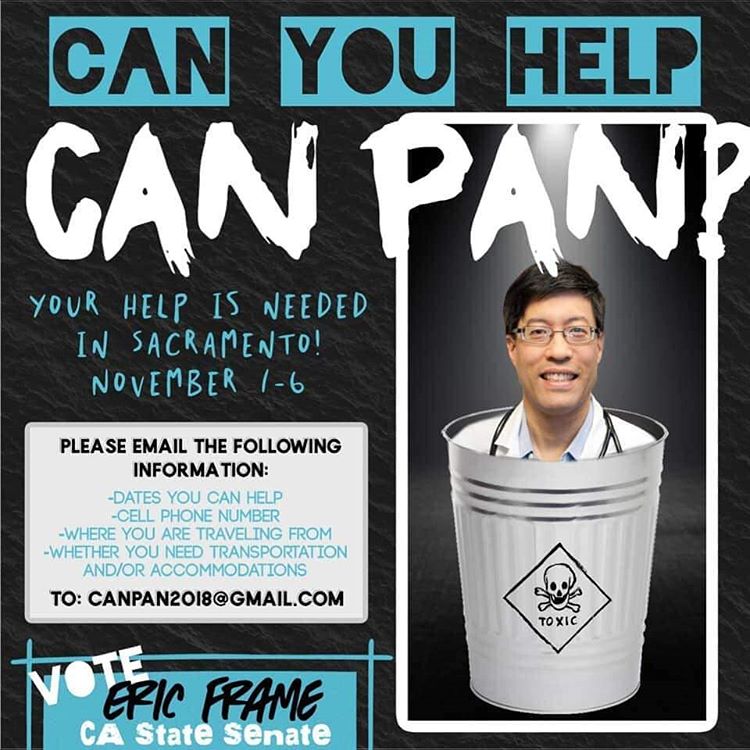 CAN YOU HELP
CAN PAN?
YOUR HELP IS NEEDED
IN SACRAMENTO!
NOVEMBER 1-6
PLEASE EMAIL THE FOLLOWING
INFORMATION:
-DATES YOU CAN HELP
-CELL PHONE NUMBER
-WHERE YOU ARE TRAVELING FROM
-WHETHER YOU NEED TRANSPORTATION
AND/OR ACCOMMODATIONS
TO: CANPAN2018@GMAIL.COM
TOXIC
VOTE
ERIC FRAME
CA State Senate